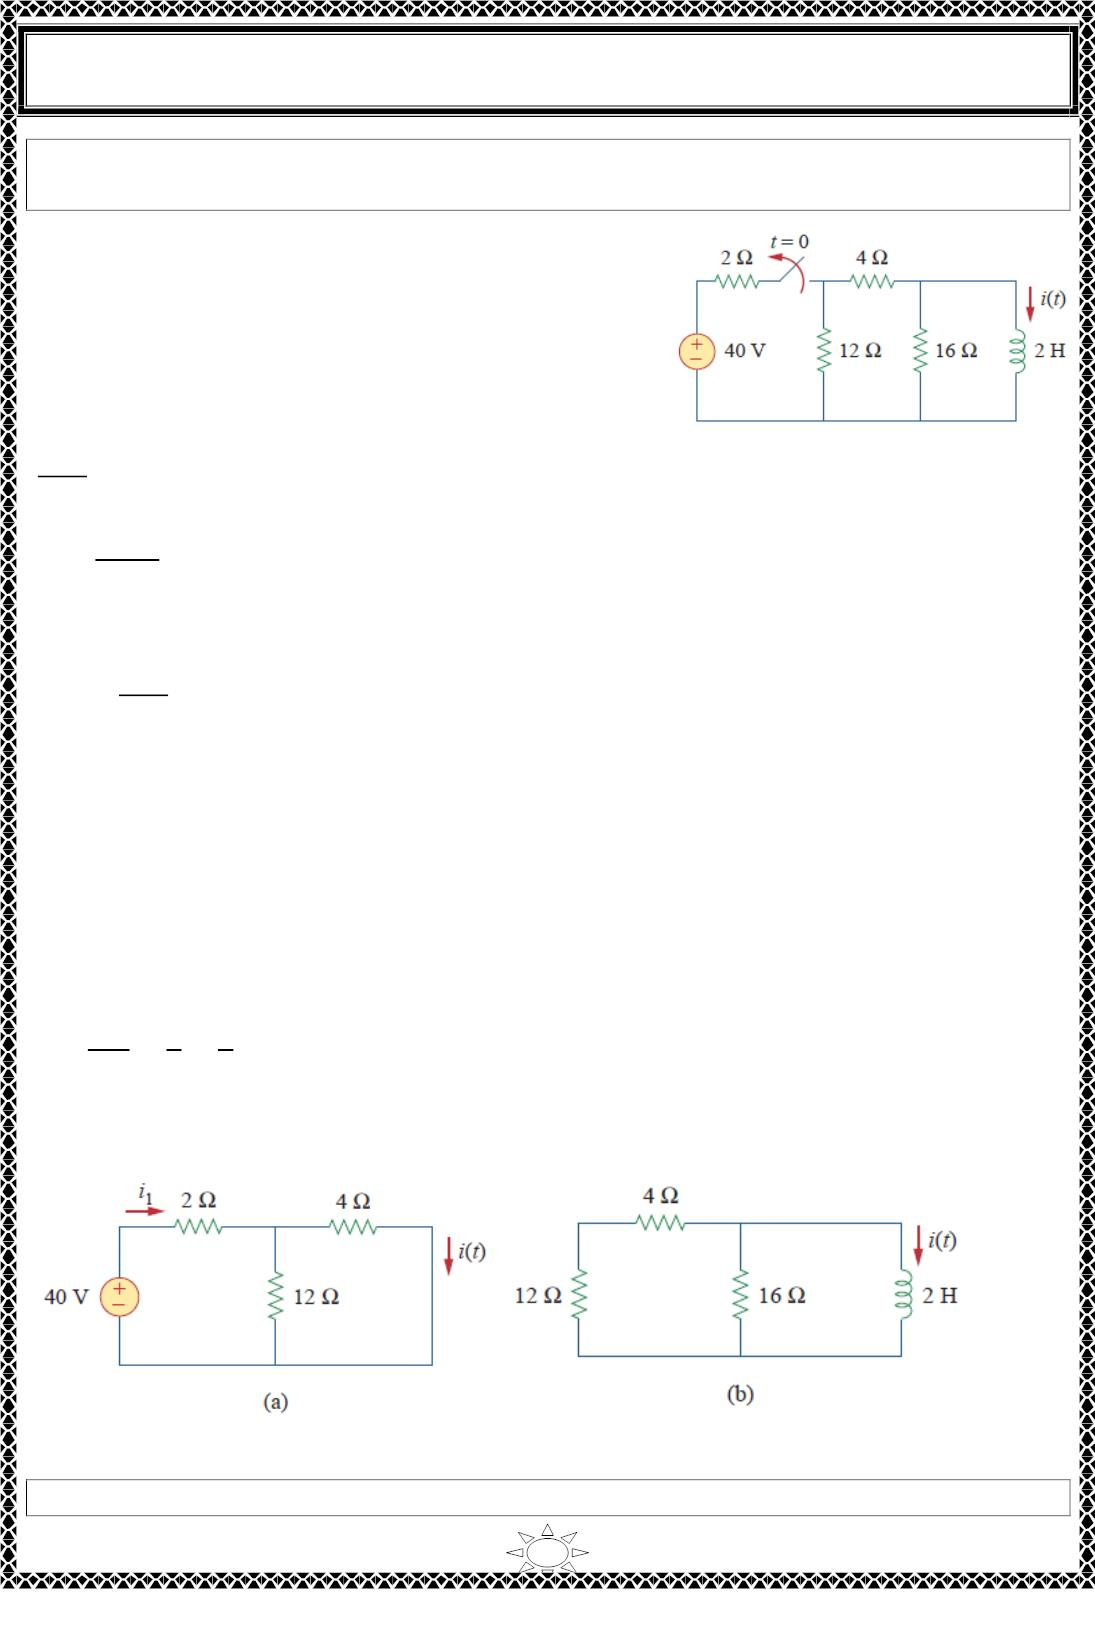 t = 0
2 Ω 4 Ω
i(t)
40 V 12 Ω 16 Ω 2 H
i1 2 Ω 4 Ω
i(t)
40 V 12 Ω
(a)
4 Ω
i(t)
12 Ω 16 Ω 2 H
(b)